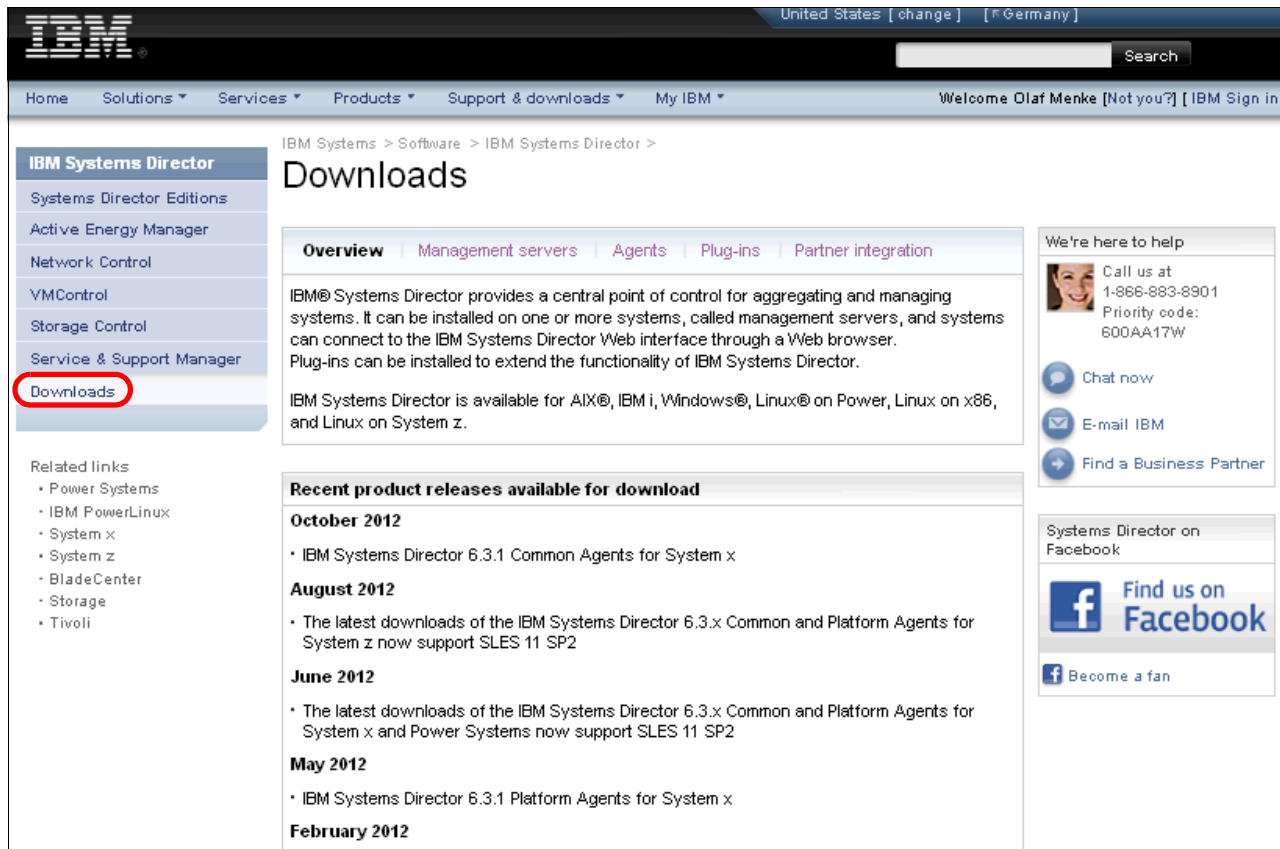 United States [ change ] [ Germany ]
IBM ®
Search
Home Solutions Services Products Support & downloads My IBM Welcome Olaf Menke [Not you?] [ IBM Sign in
IBM Systems Director
Systems Director Editions
Active Energy Manager
Network Control
VMControl
Storage Control
Service & Support Manager
Downloads
Related links
• Power Systems
• IBM PowerLinux
• System x
• System z
• BladeCenter
• Storage
• Tivoli
IBM Systems > Software > IBM Systems Director >
Downloads
Overview | Management servers | Agents | Plug-ins | Partner integration
IBM® Systems Director provides a central point of control for aggregating and managing
systems. It can be installed on one or more systems, called management servers, and systems
can connect to the IBM Systems Director Web interface through a Web browser.
Plug-ins can be installed to extend the functionality of IBM Systems Director.
IBM Systems Director is available for AIX®, IBM i, Windows®, Linux® on Power, Linux on x86,
and Linux on System z.
Recent product releases available for download
October 2012
• IBM Systems Director 6.3.1 Common Agents for System x
August 2012
• The latest downloads of the IBM Systems Director 6.3.x Common and Platform Agents for
System z now support SLES 11 SP2
June 2012
• The latest downloads of the IBM Systems Director 6.3.x Common and Platform Agents for
System x and Power Systems now support SLES 11 SP2
May 2012
• IBM Systems Director 6.3.1 Platform Agents for System x
February 2012
We're here to help
Call us at
1-866-883-8901
Priority code:
600AA17W
Chat now
E-mail IBM
Find a Business Partner
Systems Director on
Facebook
f Find us on
Facebook
f Become a fan